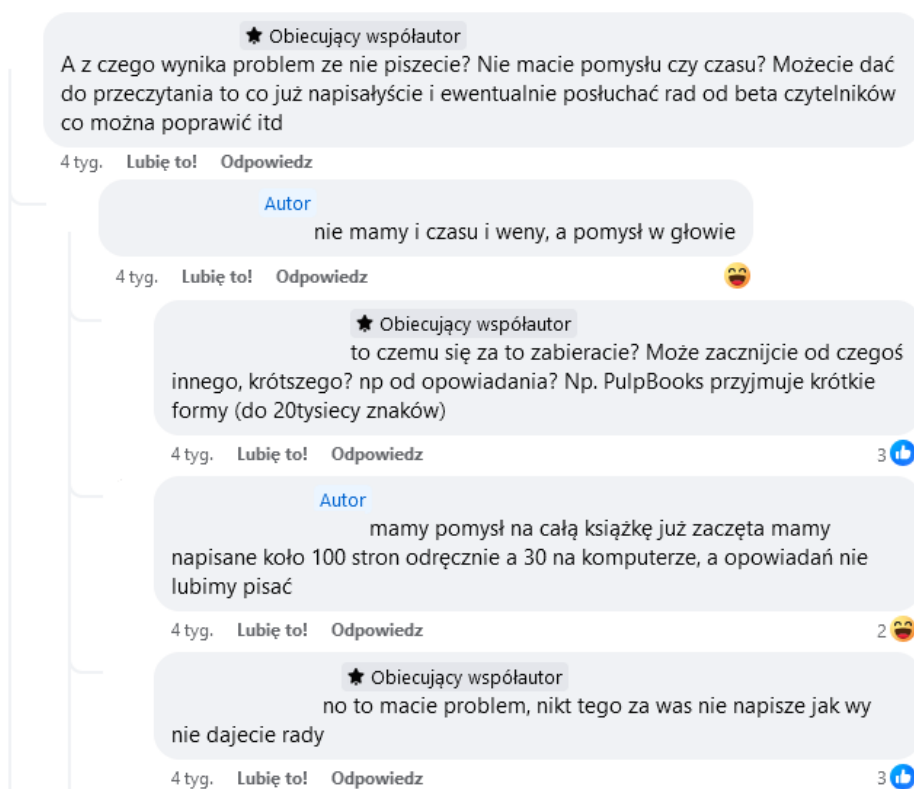 Obiecujący współautor
A z czego wynika problem ze nie piszecie? Nie macie pomysłu czy czasu? Możecie dać
do przeczytania to co już napisałyście i ewentualnie posłuchać rad od beta czytelników
co można poprawić itd
4 tyg. Lubię to! Odpowiedz
Autor
nie mamy i czasu i weny, a pomysł w głowie
4 tyg. Lubię to! Odpowiedz
Obiecujący współautor
to czemu się za to zabieracie? Może zacznijcie od czegoś
innego, krótszego? np od opowiadania? Np. PulpBooks przyjmuje krótkie
formy (do 20tysiecy znaków)
4 tyg. Lubię to! Odpowiedz 3
Autor
mamy pomysł na całą książkę już zaczęta mamy
napisane koło 100 stron odręcznie a 30 na komputerze, a opowiadań nie
lubimy pisać
4 tyg. Lubię to! Odpowiedz 2
Obiecujący współautor
no to macie problem, nikt tego za was nie napisze jak wy
nie dajecie rady
4 tyg. Lubię to! Odpowiedz 3